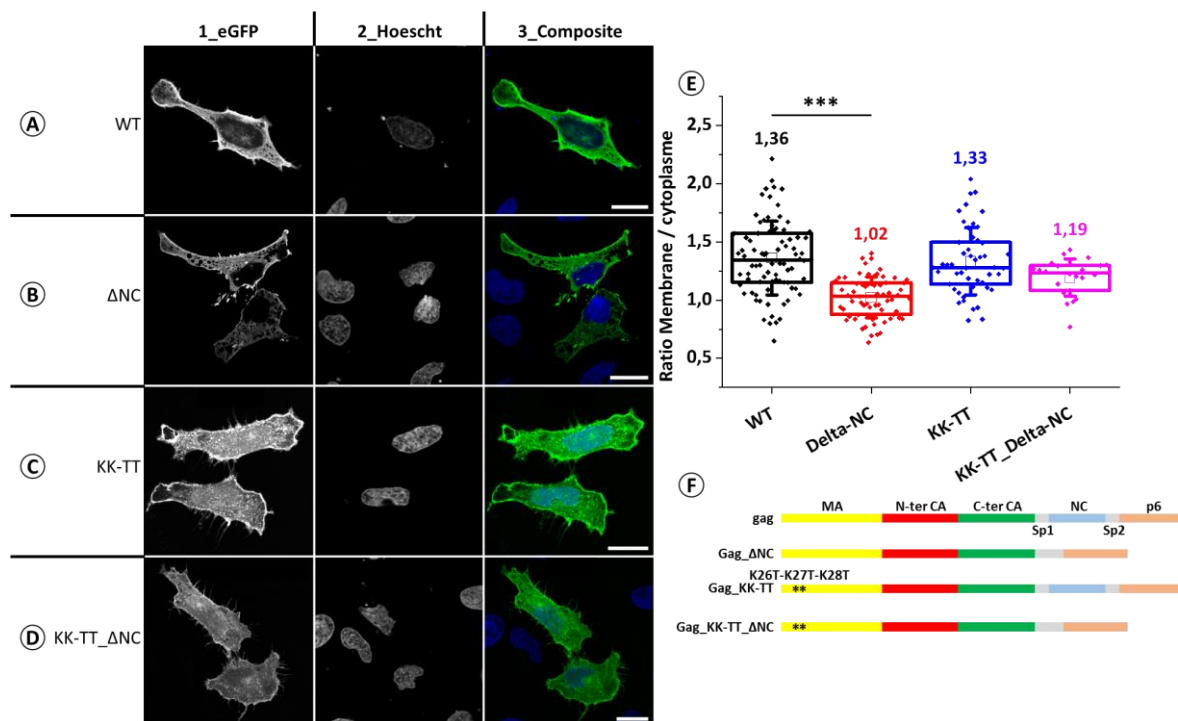 1_eGFP 2_Hoescht 3_Composite
A WT
B ΔNC
C KK-TT
D KK-TT_ΔNC
E
***
Ratio Membrane / cytoplasme
2,5
2,0
1,5
1,0
0,5
1,36
1,02
1,33
1,19
WT
Delta-NC
KK-TT
KK-TT_Delta-NC
F
MA N-ter CA C-ter CA NC p6
gag
Sp1 Sp2
Gag_ΔNC
K26T-K27T-K28T
Gag_KK-TT **
Gag_KK-TT_ΔNC **